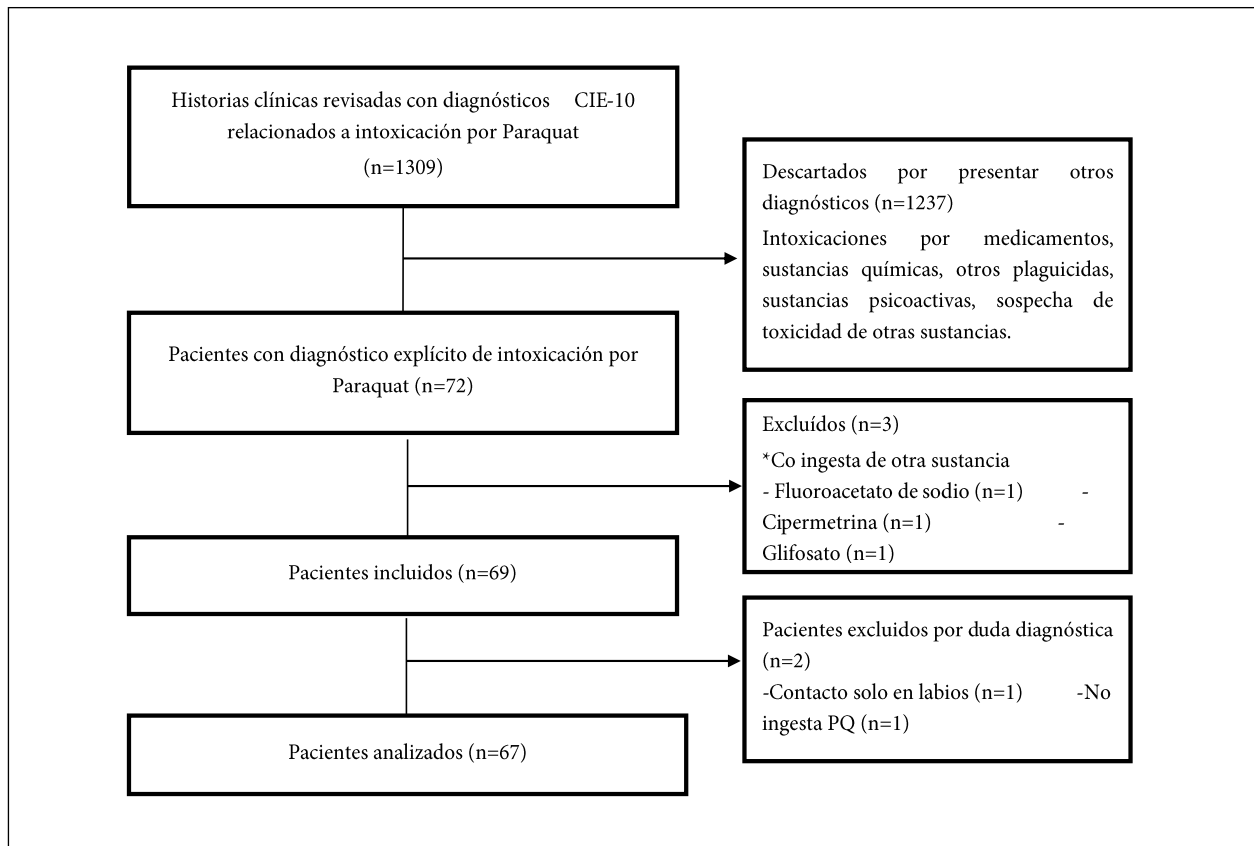 Historias clínicas revisadas con diagnósticos CIE-10
relacionados a intoxicación por Paraquat
(n=1309)
Descartados por presentar otros
diagnósticos (n=1237)
Intoxicaciones por medicamentos,
sustancias químicas, otros plaguicidas,
sustancias psicoactivas, sospecha de
toxicidad de otras sustancias.
Pacientes con diagnóstico explícito de intoxicación por
Paraquat (n=72)
Excluídos (n=3)
*Co ingesta de otra sustancia
- Fluoroacetato de sodio (n=1) -
Cipermetrina (n=1) -
Glifosato (n=1)
Pacientes incluidos (n=69)
Pacientes excluidos por duda diagnóstica
(n=2)
-Contacto solo en labios (n=1) -No
ingesta PQ (n=1)
Pacientes analizados (n=67)